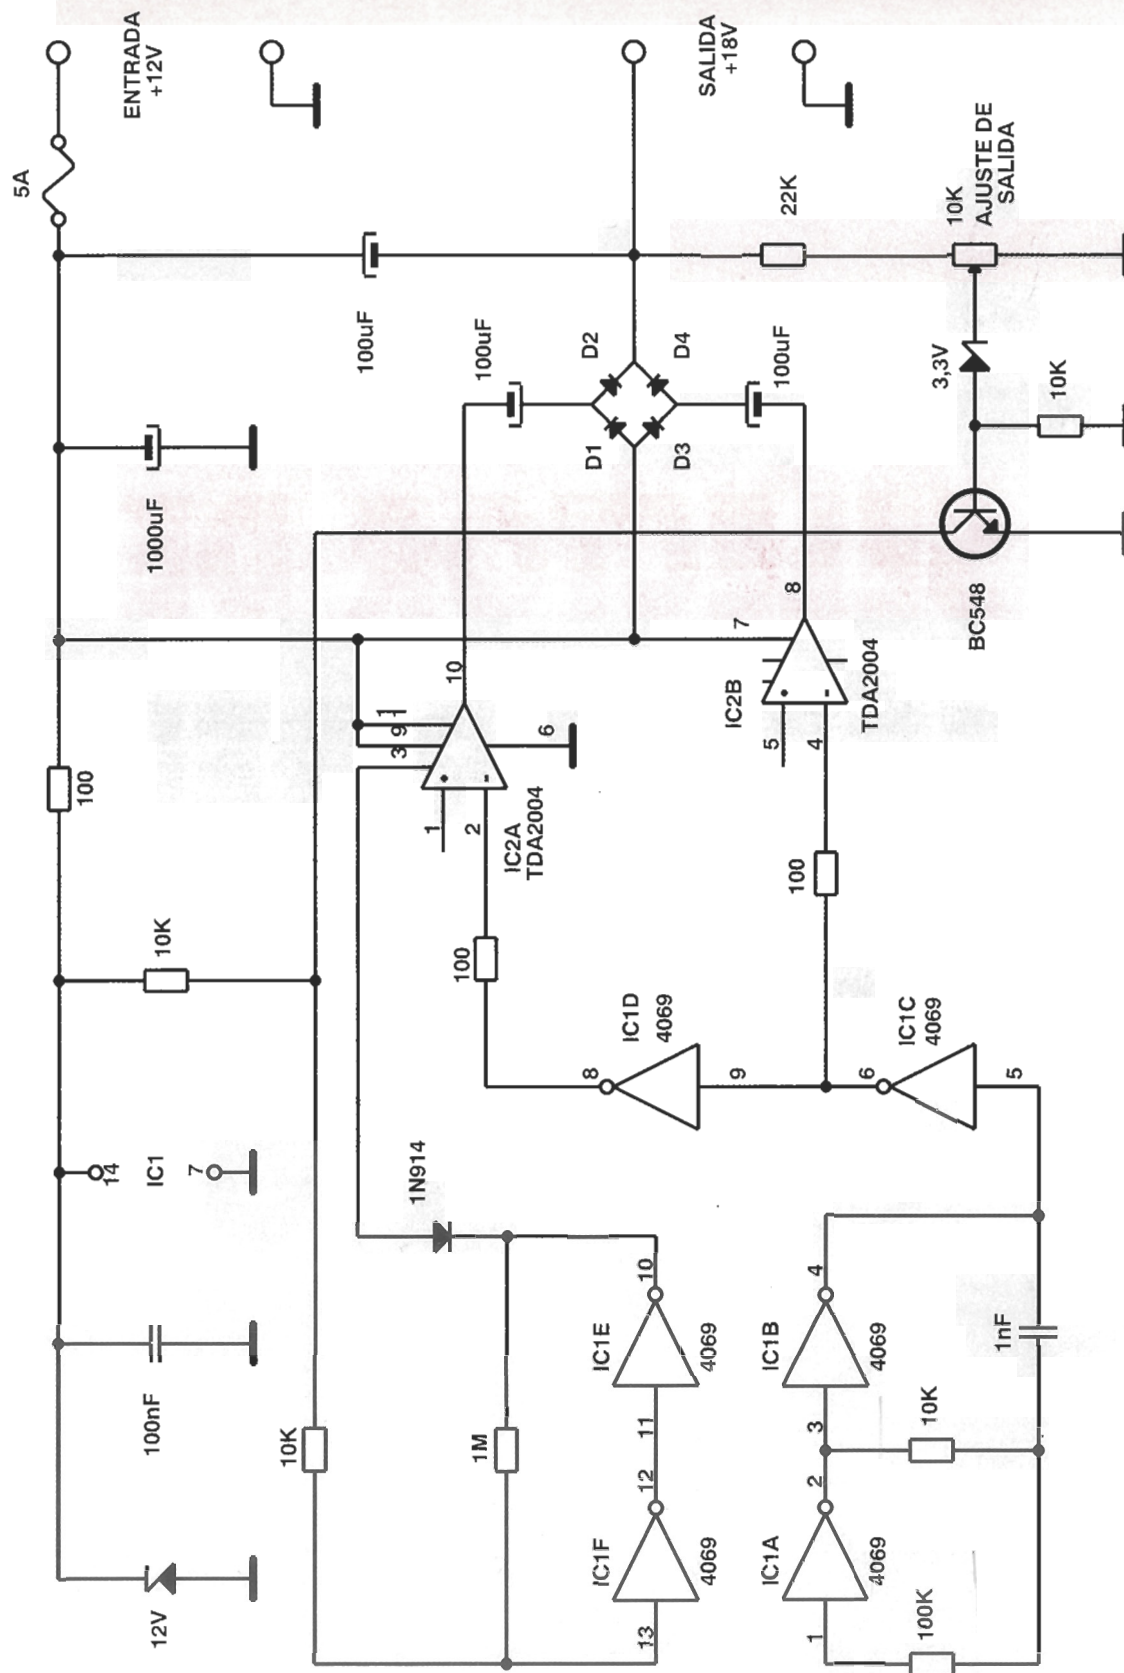 ENTRADA
+12V
5A
SALIDA
+18V
22K
10K
AJUSTE DE
SALIDA
100uF
100uF
D2
D4
100uF
3,3V
10K
D1
D3
1000uF
BC548
7
8
IC2B
TDA2004
5
4
10
11
9
3
6
1
2
IC2A
TDA2004
100
100
100
10K
IC1D
4069
8
9
IC1C
4069
6
5
14
IC1
7
1N914
100nF
10K
1M
IC1E
4069
10
11
12
IC1F
4069
13
IC1B
4069
4
3
2
IC1A
4069
1
1nF
10K
100K
12V